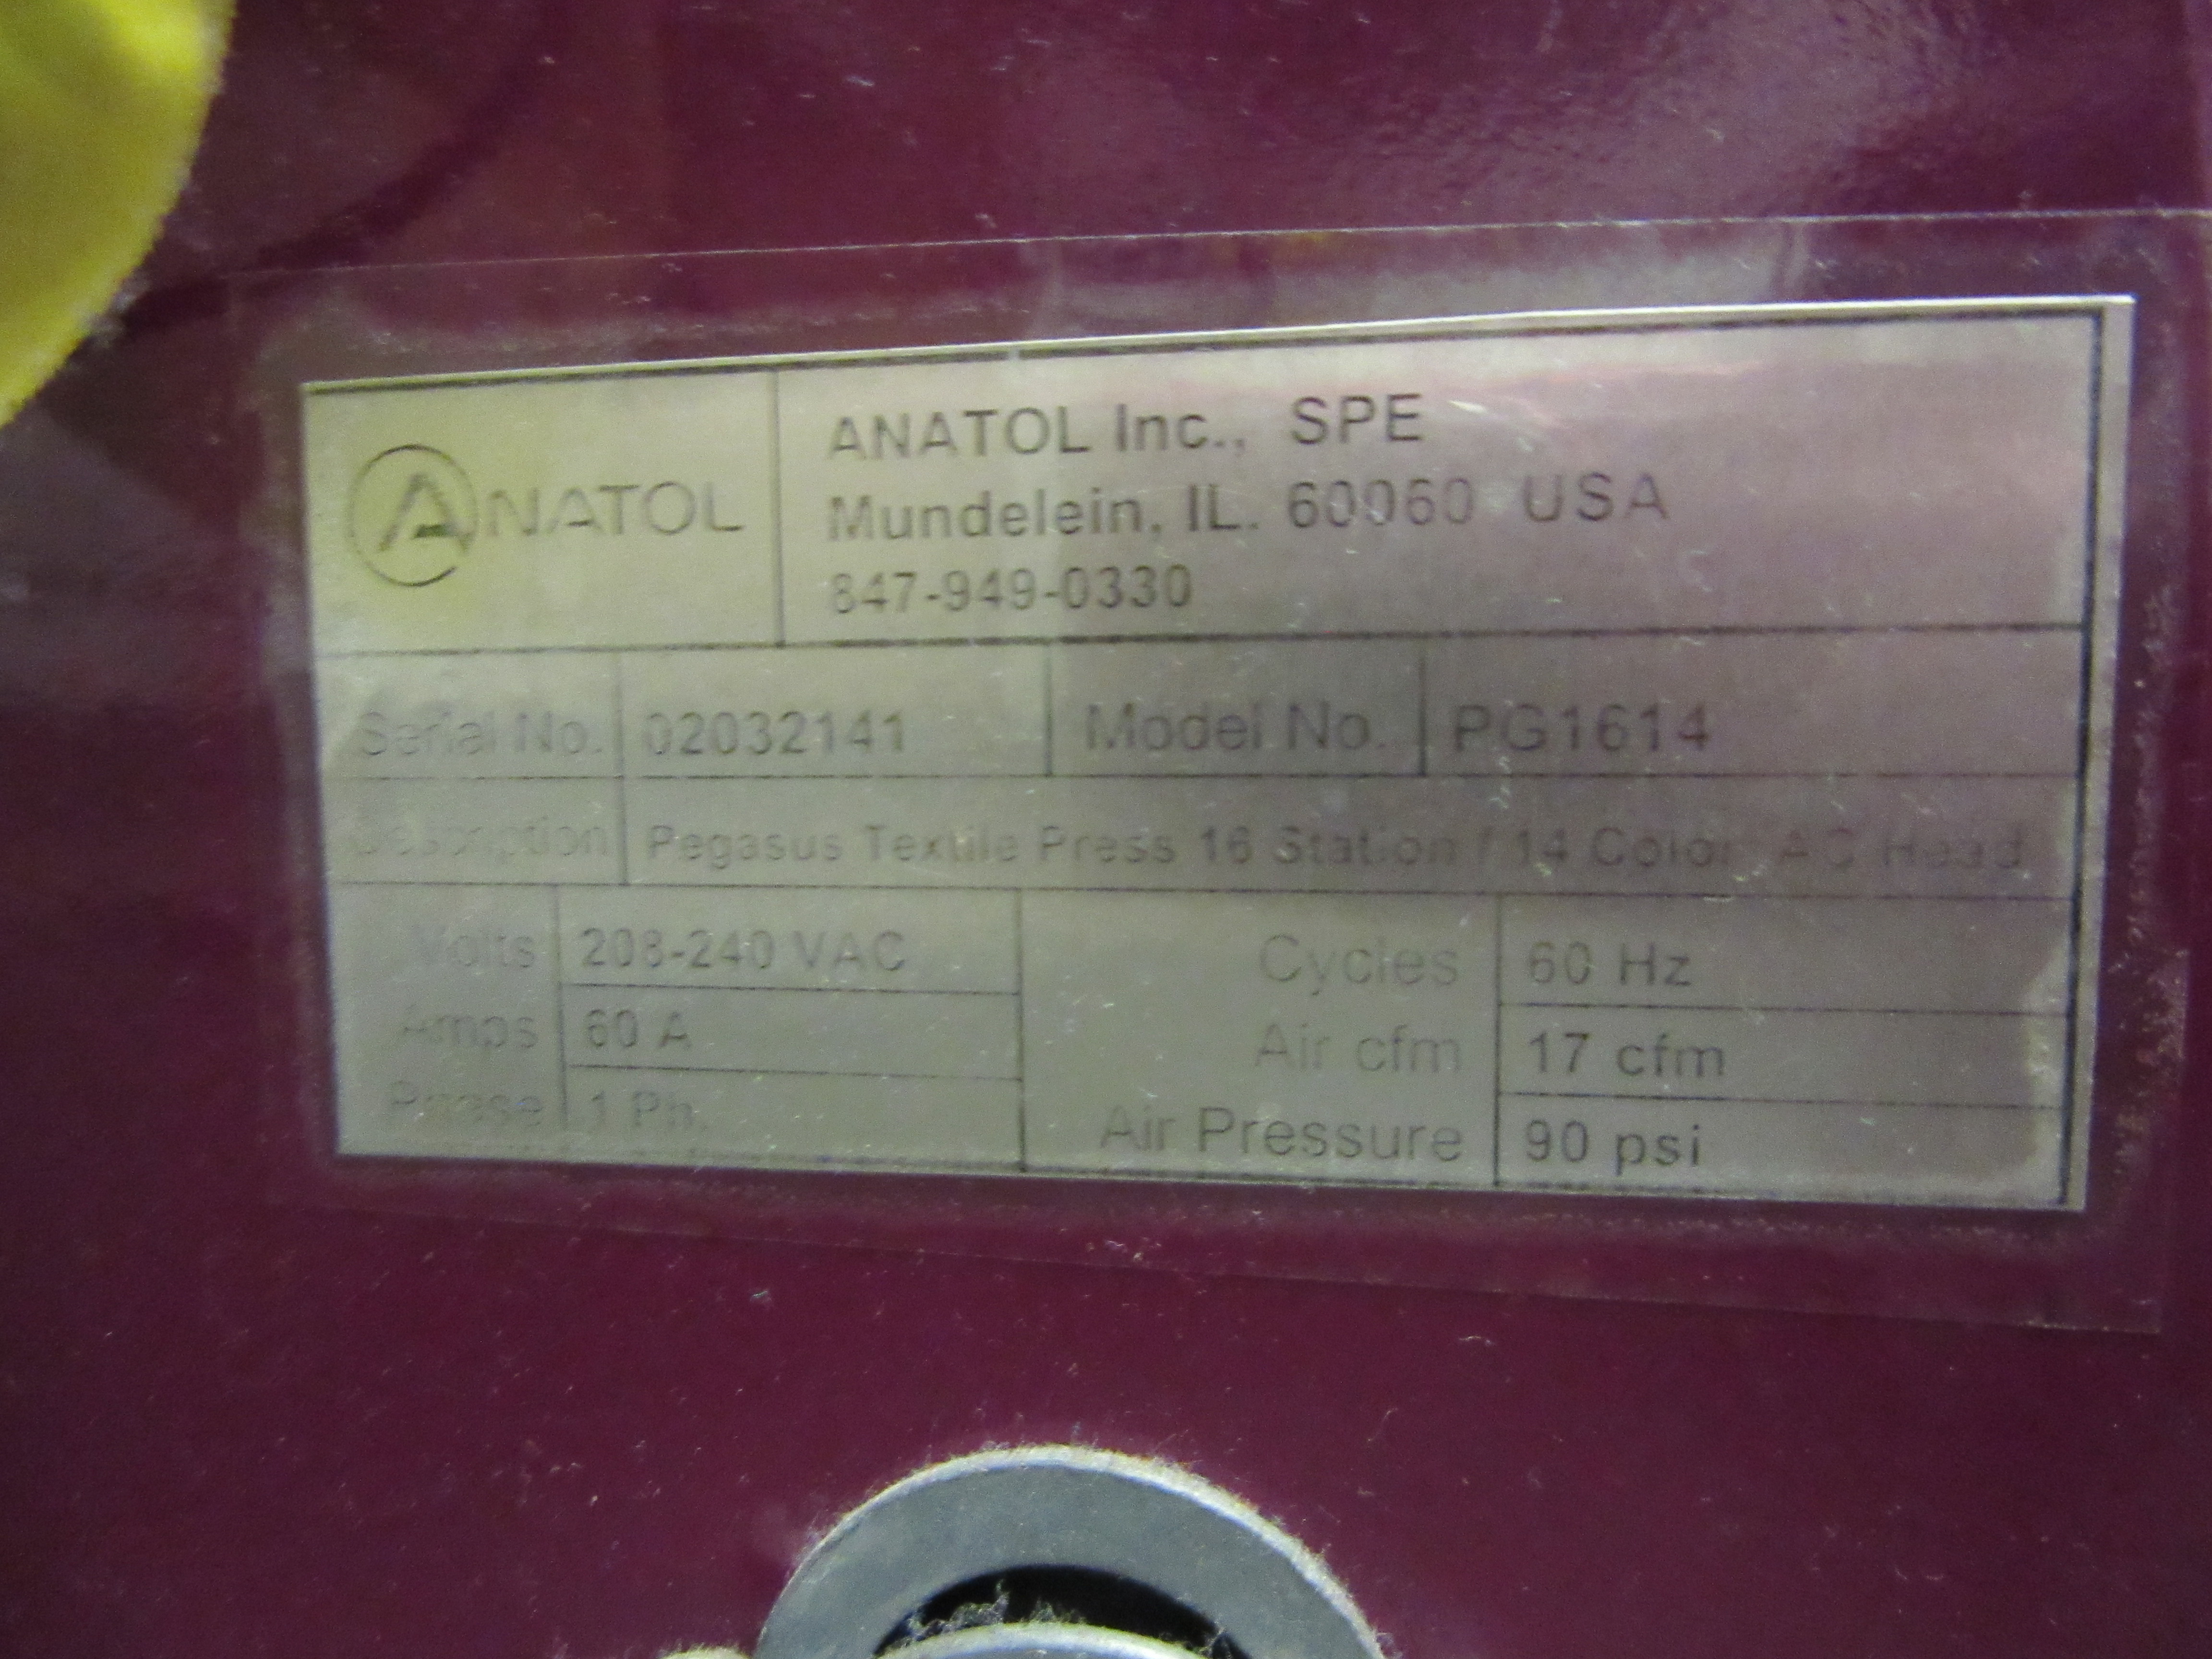 ANATOL
ANATOL Inc., SPE
Mundelein, IL. 60060 USA
847-949-0330
Serial No. 02032141 Model No. PG1614
Description Pegasus Textile Press 16 Station / 14 Color AC Head
Volts 208-240 VAC Cycles 60 Hz
Amps 60 A Air cfm 17 cfm
Phase 1 Ph. Air Pressure 90 psi